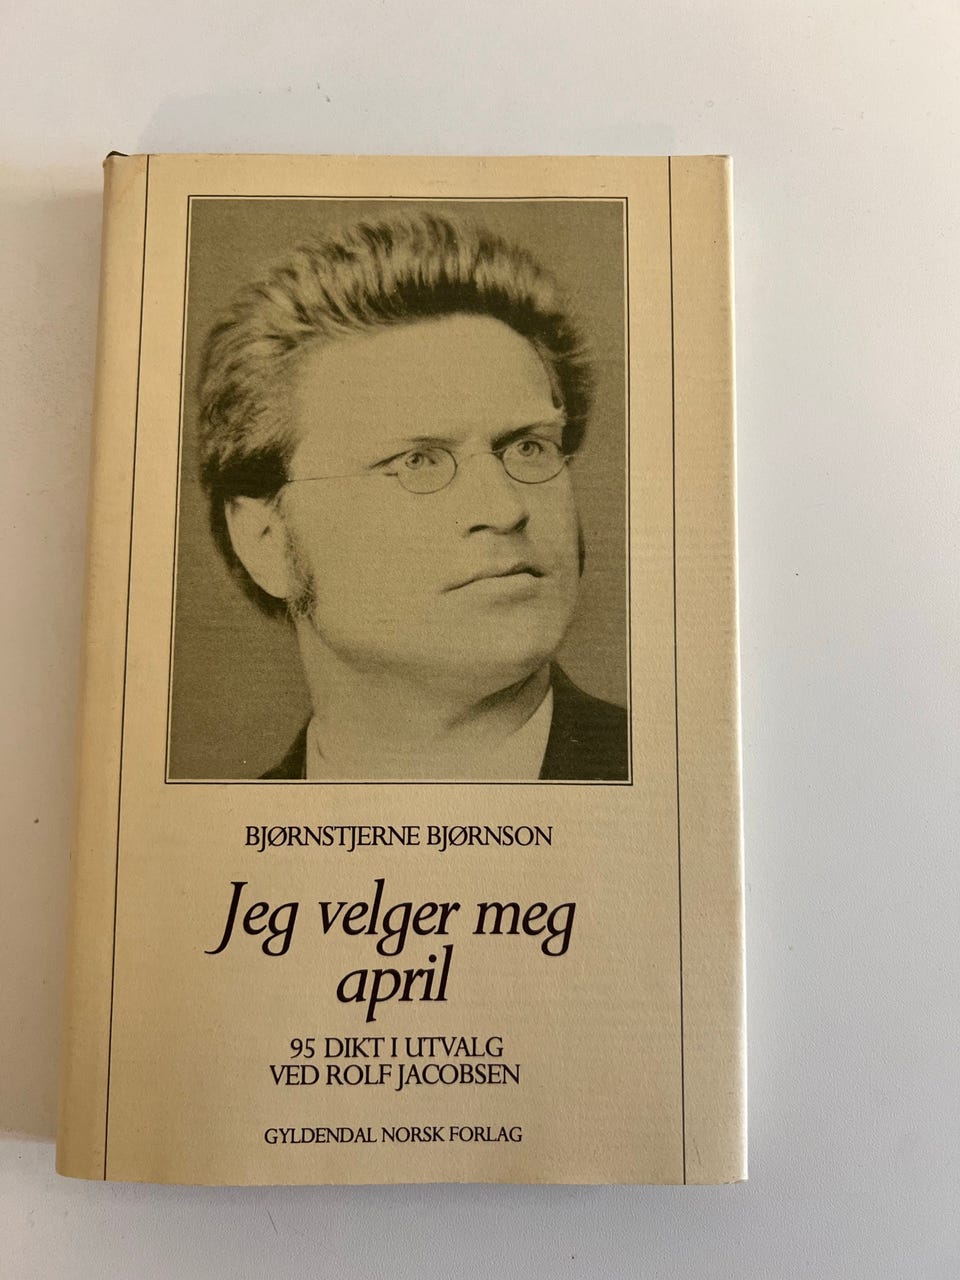 BJØRNSTJERNE BJØRNSON
Jeg velger meg
april
95 DIKT I UTVALG
VED ROLF JACOBSEN
GYLDENDAL NORSK FORLAG